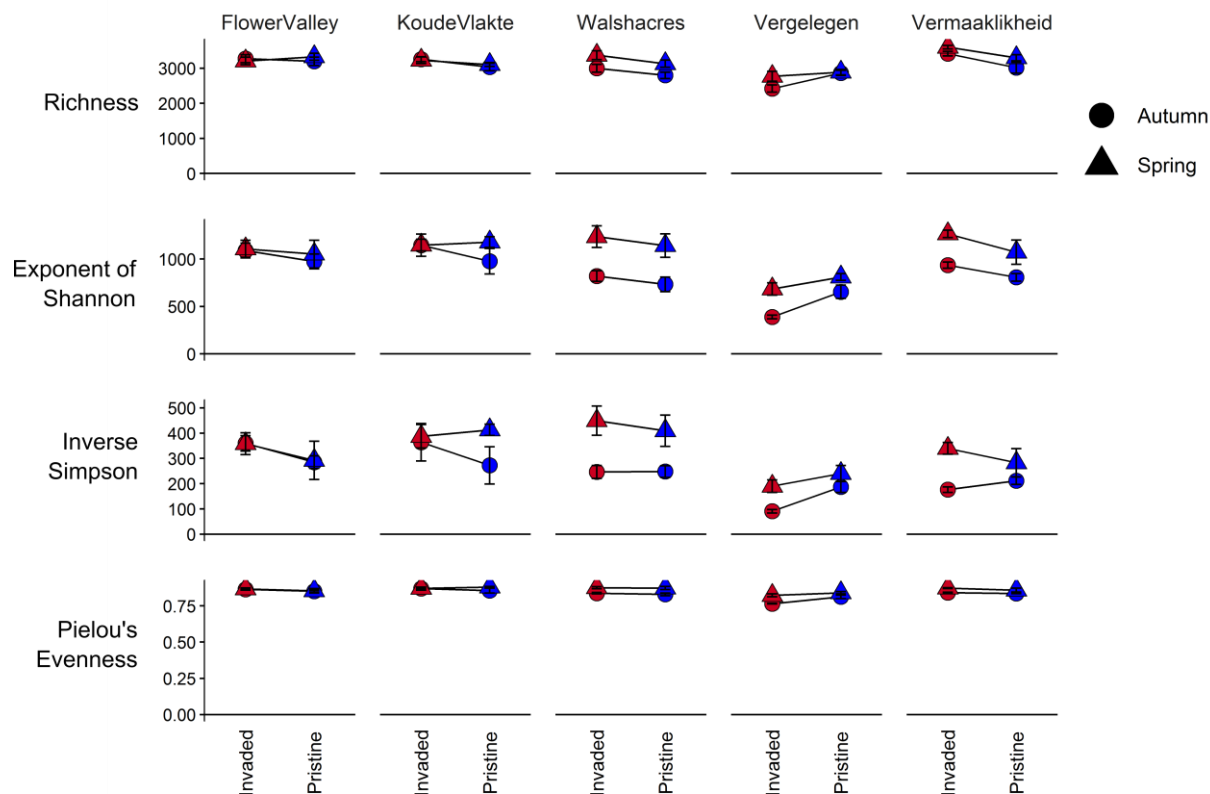 FlowerValley KoudeVlakte Walshacres Vergelegen Vermaaklikheid
Richness
3000
2000
1000
0
Autumn
Spring
Exponent of
Shannon
1000
500
0
Inverse
Simpson
500
400
300
200
100
0
Pielou's
Evenness
0.75
0.50
0.25
0.00
Invaded Pristine Invaded Pristine Invaded Pristine Invaded Pristine Invaded Pristine